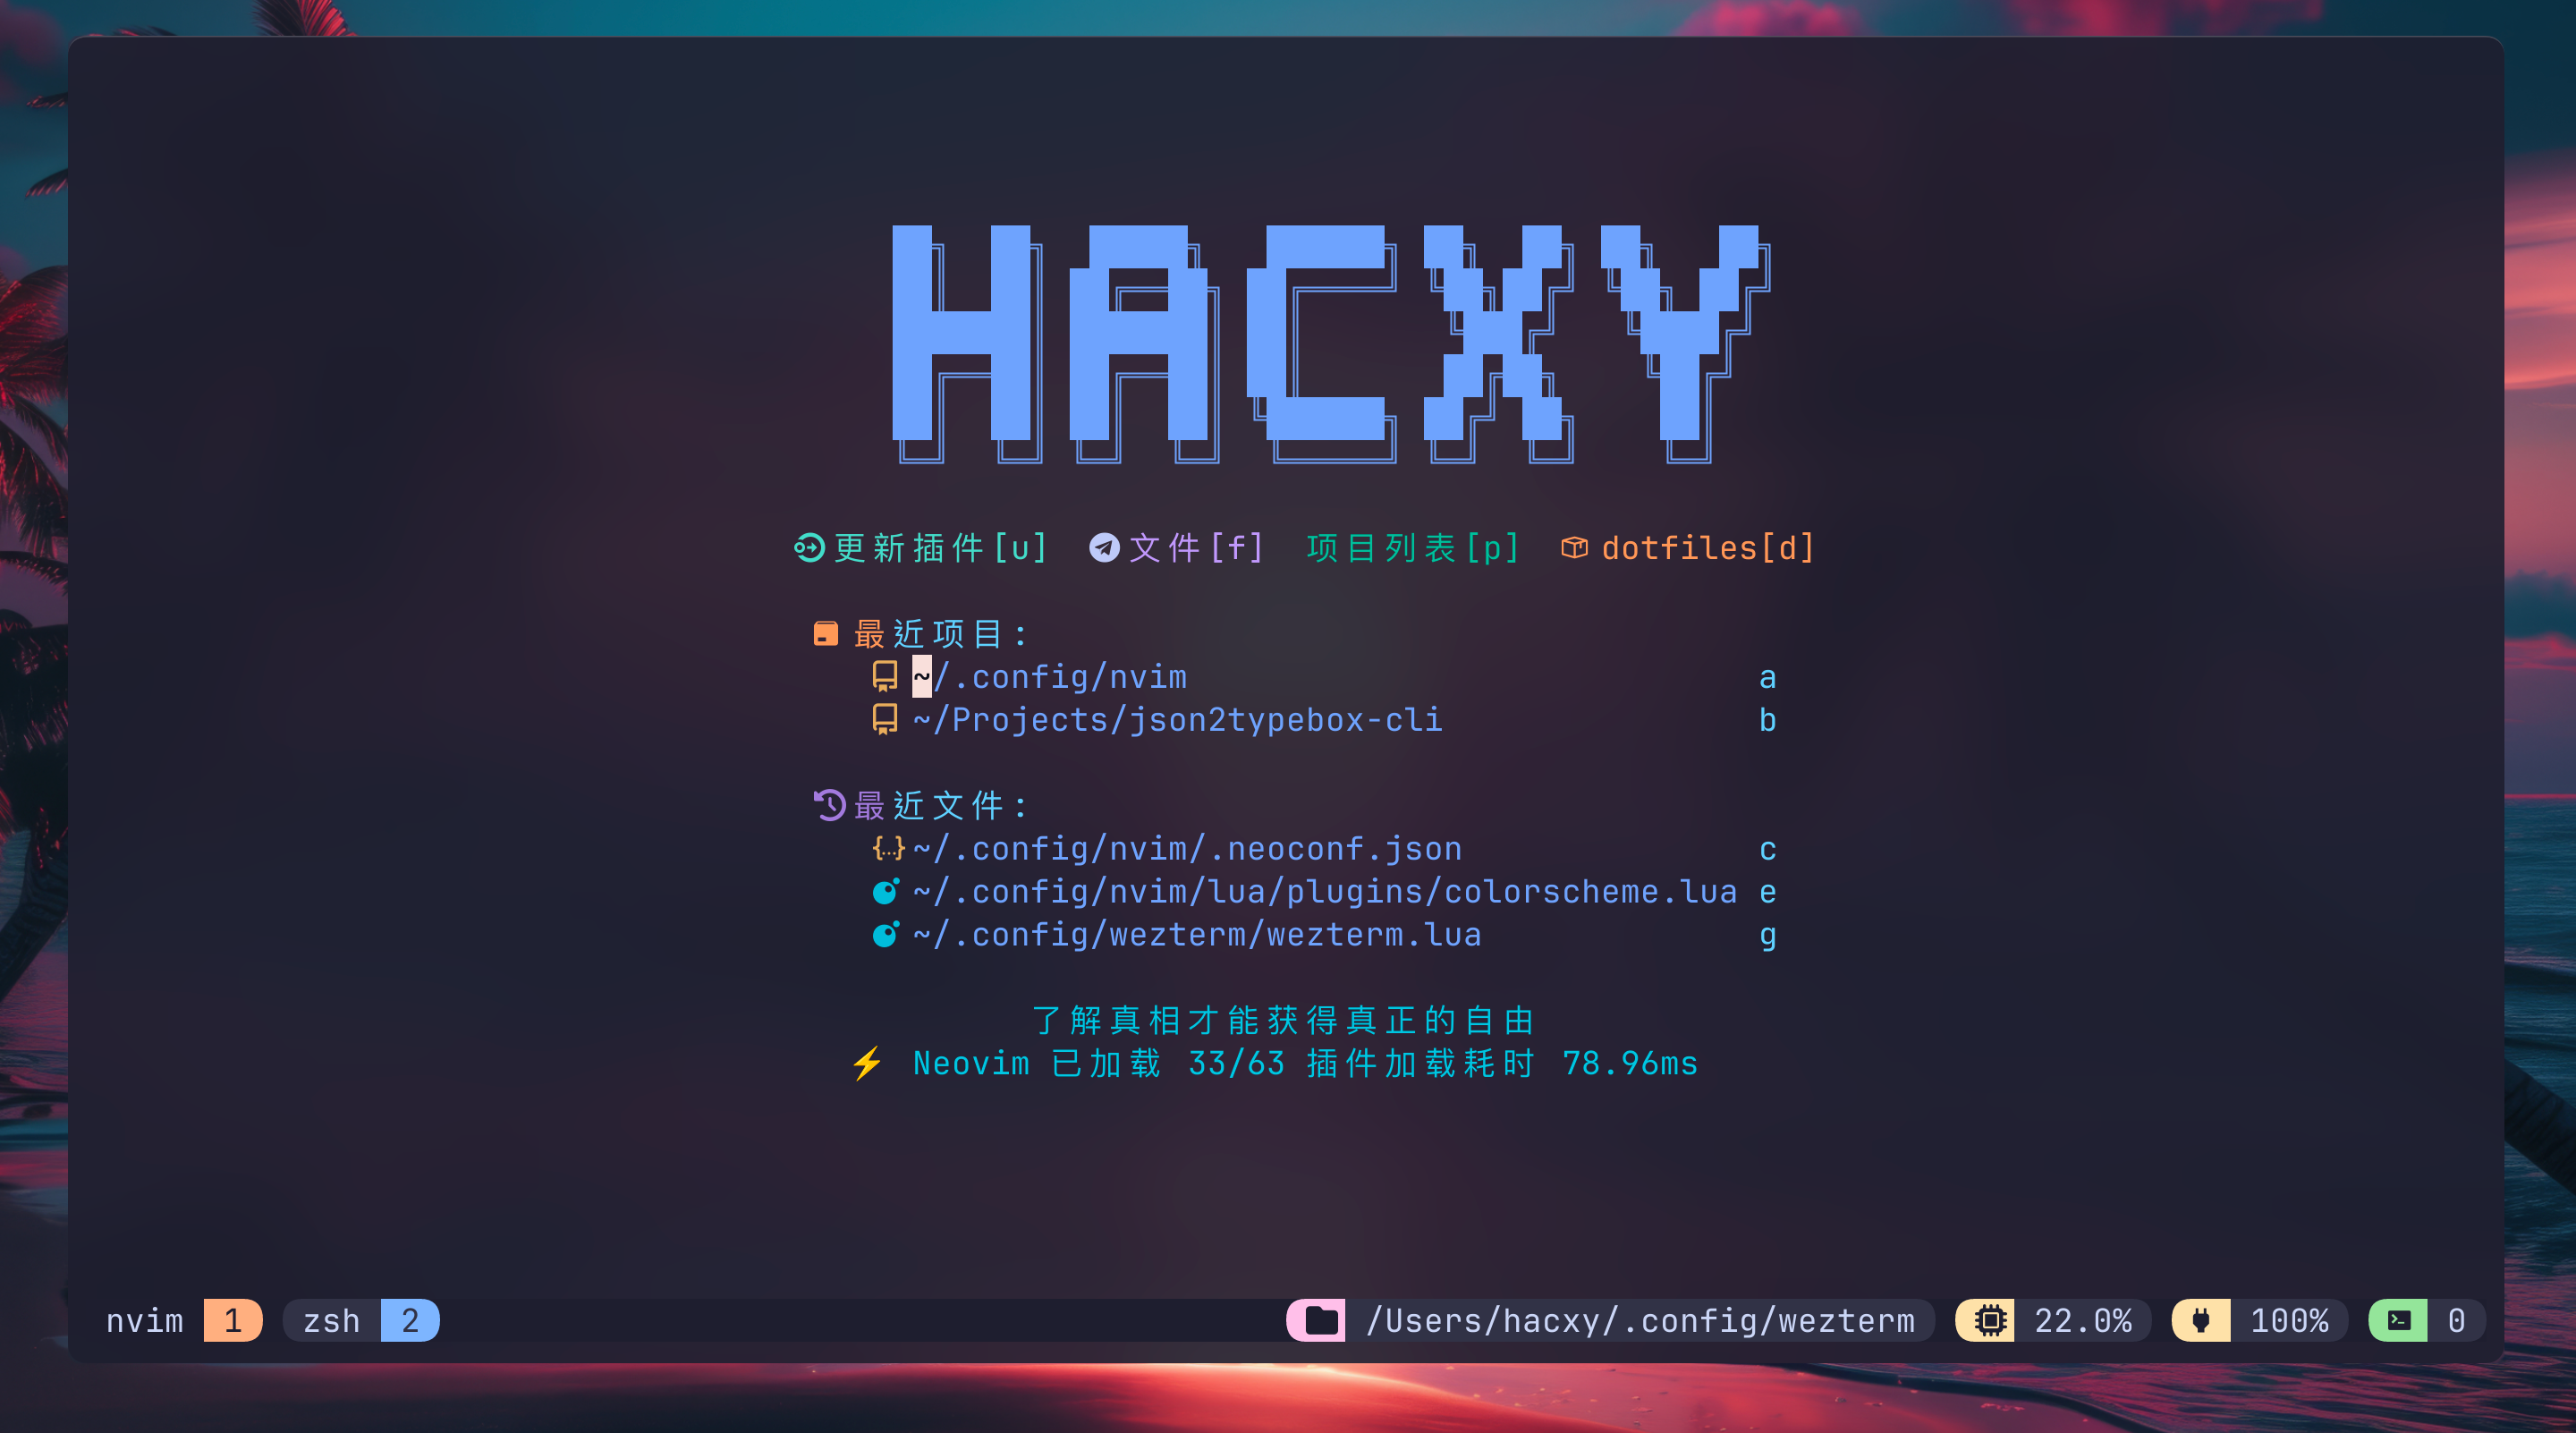 HACXY
更新插件[u] 文件[f] 项目列表[p] dotfiles[d]
最近项目:
~/.config/nvim a
~/Projects/json2typebox-cli b
最近文件:
~/.config/nvim/.neoconf.json c
~/.config/nvim/lua/plugins/colorscheme.lua e
~/.config/wezterm/wezterm.lua g
了解真相才能获得真正的自由
⚡ Neovim 已加载 33/63 插件加载耗时 78.96ms
nvim 1 zsh 2 /Users/hacxy/.config/wezterm 22.0% 100% 0